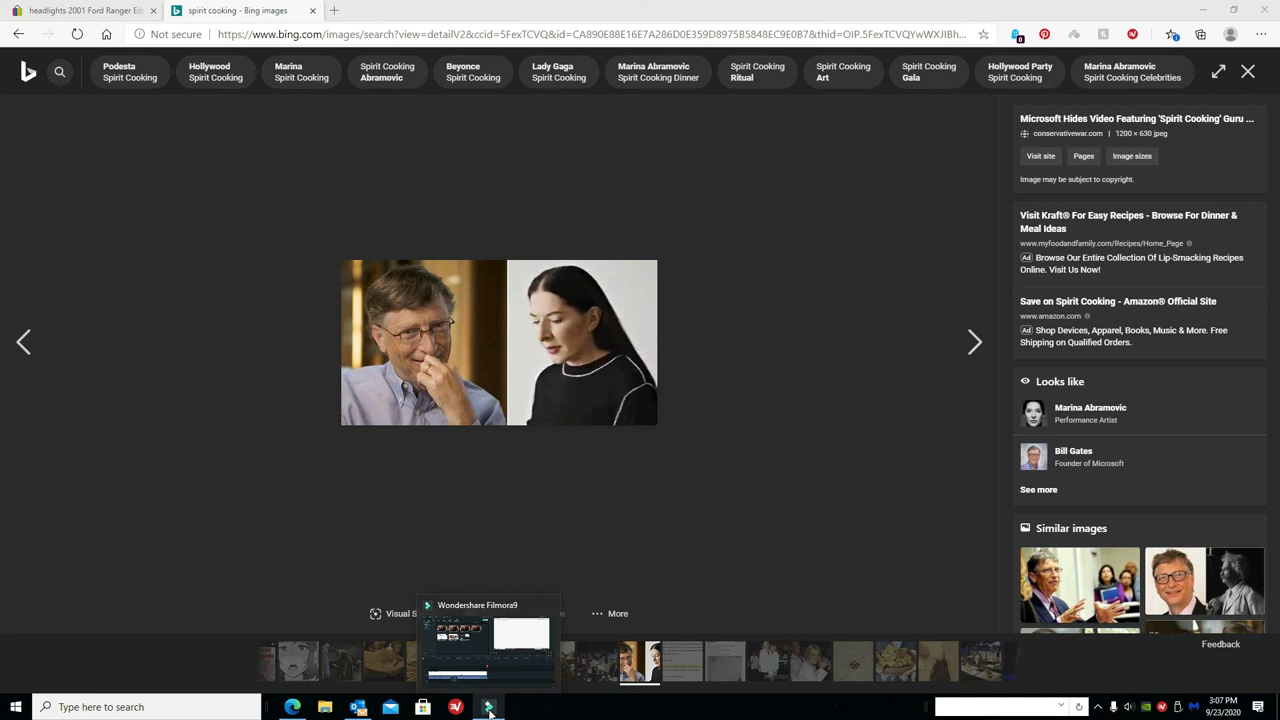 headlights 2001 Ford Ranger Edg
spirit cooking - Bing images
Not secure
https://www.bing.com/images/search?view=detailV2&ccid=5FexTCVQ&id=CA890E88E16E7A286D0E359D8975B5848EC9E0B7&thid=OIP.5FexTCVQYwWXJIBh...
Podesta
Spirit Cooking
Hollywood
Spirit Cooking
Marina
Spirit Cooking
Spirit Cooking
Abramovic
Beyonce
Spirit Cooking
Lady Gaga
Spirit Cooking
Marina Abramovic
Spirit Cooking Dinner
Spirit Cooking
Ritual
Spirit Cooking
Art
Spirit Cooking
Gala
Hollywood Party
Spirit Cooking
Marina Abramovic
Spirit Cooking Celebrities
Microsoft Hides Video Featuring 'Spirit Cooking' Guru ...
conservativewar.com | 1200 × 630 jpeg
Visit site
Pages
Image sizes
Image may be subject to copyright.
Visit Kraft® For Easy Recipes - Browse For Dinner &
Meal Ideas
www.myfoodandfamily.com/Recipes/Home_Page
Ad Browse Our Entire Collection Of Lip-Smacking Recipes
Online. Visit Us Now!
Save on Spirit Cooking - Amazon® Official Site
www.amazon.com
Ad Shop Devices, Apparel, Books, Music & More. Free
Shipping on Qualified Orders.
Looks like
Marina Abramovic
Performance Artist
Bill Gates
Founder of Microsoft
See more
Similar images
Visual S
More
Wondershare Filmora9
Feedback
Type here to search
3:07 PM
9/23/2020